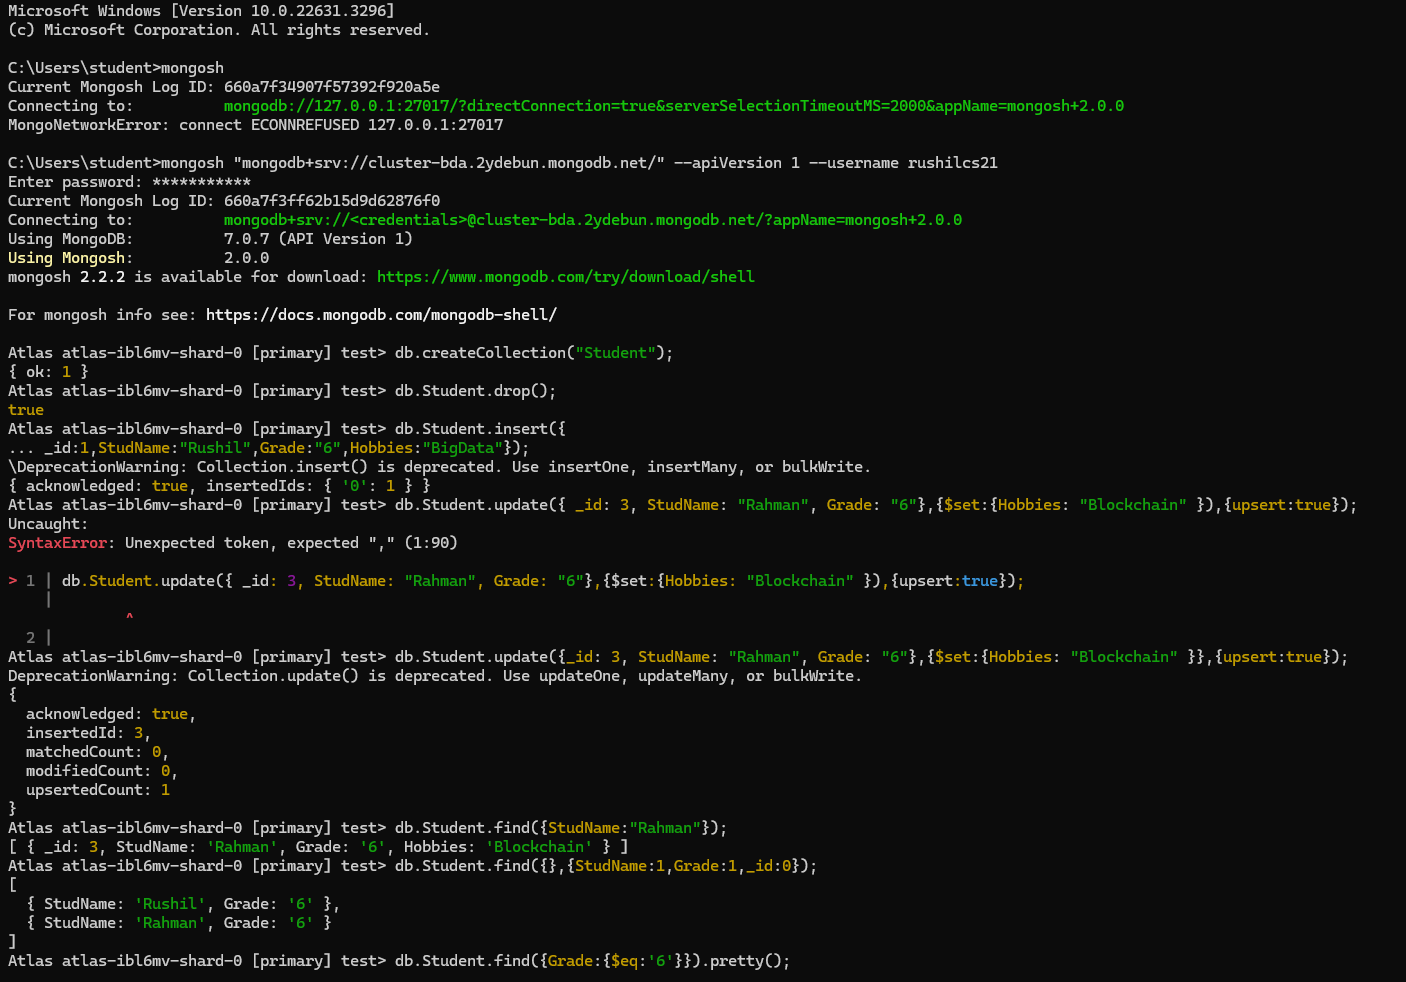 Microsoft Windows [Version 10.0.22631.3296]
(c) Microsoft Corporation. All rights reserved.
C:\Users\student>mongosh
Current Mongosh Log ID: 660a7f34907f57392f920a5e
Connecting to:          mongodb://127.0.0.1:27017/?directConnection=true&serverSelectionTimeoutMS=2000&appName=mongosh+2.0.0
MongoNetworkError: connect ECONNREFUSED 127.0.0.1:27017
C:\Users\student>mongosh "mongodb+srv://cluster-bda.2ydebun.mongodb.net/" --apiVersion 1 --username rushilcs21
Enter password: ***********
Current Mongosh Log ID: 660a7f3ff62b15d9d62876f0
Connecting to:          mongodb+srv://<credentials>@cluster-bda.2ydebun.mongodb.net/?appName=mongosh+2.0.0
Using MongoDB:          7.0.7 (API Version 1)
Using Mongosh:          2.0.0
mongosh 2.2.2 is available for download: https://www.mongodb.com/try/download/shell
For mongosh info see: https://docs.mongodb.com/mongodb-shell/
Atlas atlas-ibl6mv-shard-0 [primary] test> db.createCollection("Student");
{ ok: 1 }
Atlas atlas-ibl6mv-shard-0 [primary] test> db.Student.drop();
true
Atlas atlas-ibl6mv-shard-0 [primary] test> db.Student.insert({
... _id:1,StudName:"Rushil",Grade:"6",Hobbies:"BigData"});
\DeprecationWarning: Collection.insert() is deprecated. Use insertOne, insertMany, or bulkWrite.
{ acknowledged: true, insertedIds: { '0': 1 } }
Atlas atlas-ibl6mv-shard-0 [primary] test> db.Student.update({ _id: 3, StudName: "Rahman", Grade: "6"},{$set:{Hobbies: "Blockchain" }),{upsert:true});
Uncaught:
SyntaxError: Unexpected token, expected "," (1:90)
> 1 | db.Student.update({ _id: 3, StudName: "Rahman", Grade: "6"},{$set:{Hobbies: "Blockchain" }),{upsert:true});
|
^
2 |
Atlas atlas-ibl6mv-shard-0 [primary] test> db.Student.update({_id: 3, StudName: "Rahman", Grade: "6"},{$set:{Hobbies: "Blockchain" }},{upsert:true});
DeprecationWarning: Collection.update() is deprecated. Use updateOne, updateMany, or bulkWrite.
{
  acknowledged: true,
  insertedId: 3,
  matchedCount: 0,
  modifiedCount: 0,
  upsertedCount: 1
}
Atlas atlas-ibl6mv-shard-0 [primary] test> db.Student.find({StudName:"Rahman"});
[ { _id: 3, StudName: 'Rahman', Grade: '6', Hobbies: 'Blockchain' } ]
Atlas atlas-ibl6mv-shard-0 [primary] test> db.Student.find({},{StudName:1,Grade:1,_id:0});
[
  { StudName: 'Rushil', Grade: '6' },
  { StudName: 'Rahman', Grade: '6' }
]
Atlas atlas-ibl6mv-shard-0 [primary] test> db.Student.find({Grade:{$eq:'6'}}).pretty();